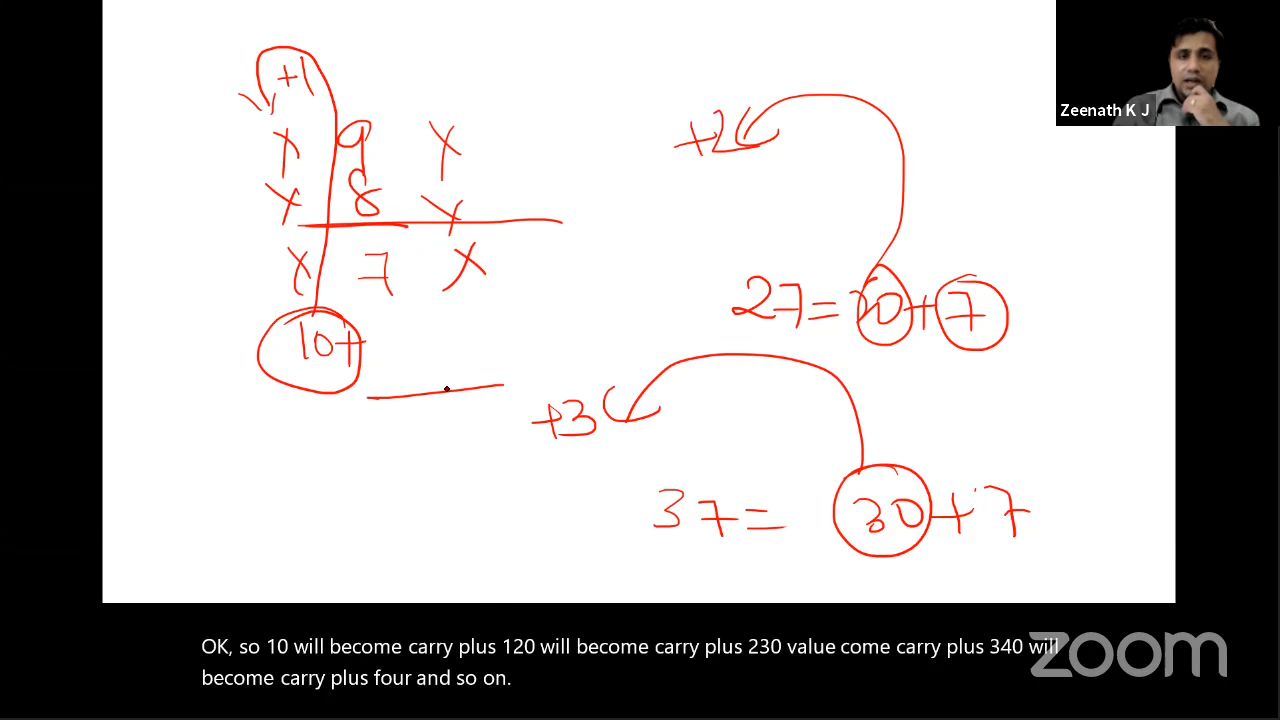 +1
x 9 x
x 8 x
x 7 x
10+
+2
27=20+7
+3
37= 30+7
Zeenath K J
OK, so 10 will become carry plus 120 will become carry plus 230 value come carry plus 340 will
become carry plus four and so on.
zoom